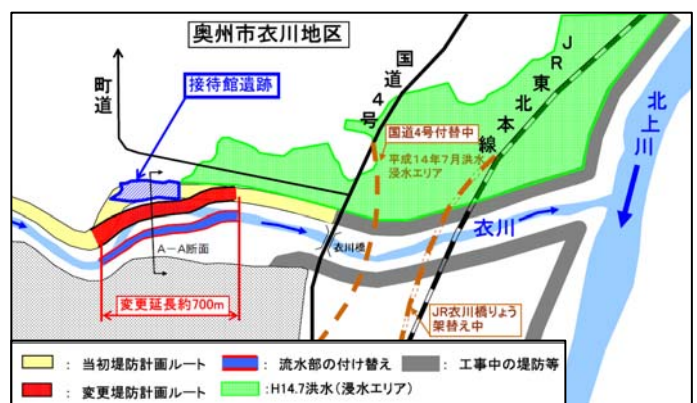 奥州市衣川地区
接待館遺跡
町道
国道4号
JR東北本線
北上川
国道4号付替中
平成14年7月洪水
浸水エリア
A－A断面
衣川橋
衣川
変更延長約700m
JR衣川橋りょう
架替え中
： 当初堤防計画ルート
： 流水部の付け替え
： 工事中の堤防等
： 変更堤防計画ルート
：H14.7洪水（浸水エリア）